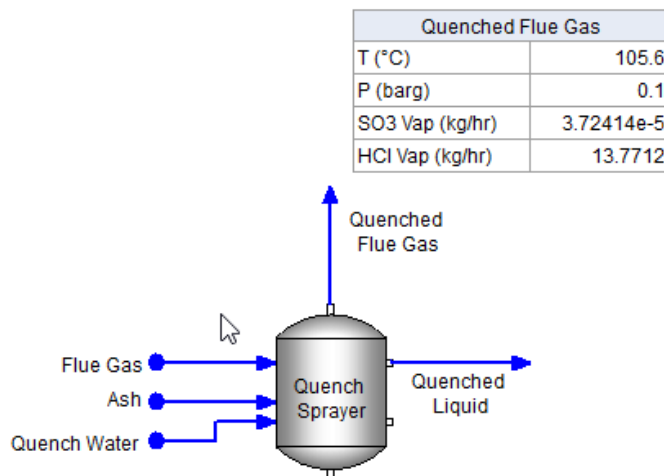 Quenched Flue Gas
T (°C) 105.6
P (barg) 0.1
SO3 Vap (kg/hr) 3.72414e-5
HCl Vap (kg/hr) 13.7712
Quenched
Flue Gas
Flue Gas
Ash
Quench Water
Quench
Sprayer
Quenched
Liquid